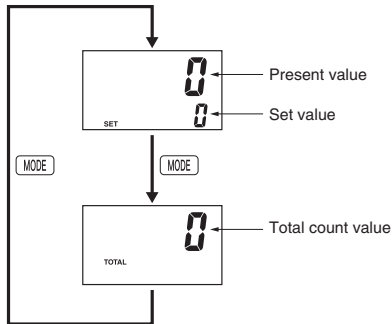 0
Present value
0
Set value
SET
MODE
MODE
0
Total count value
TOTAL